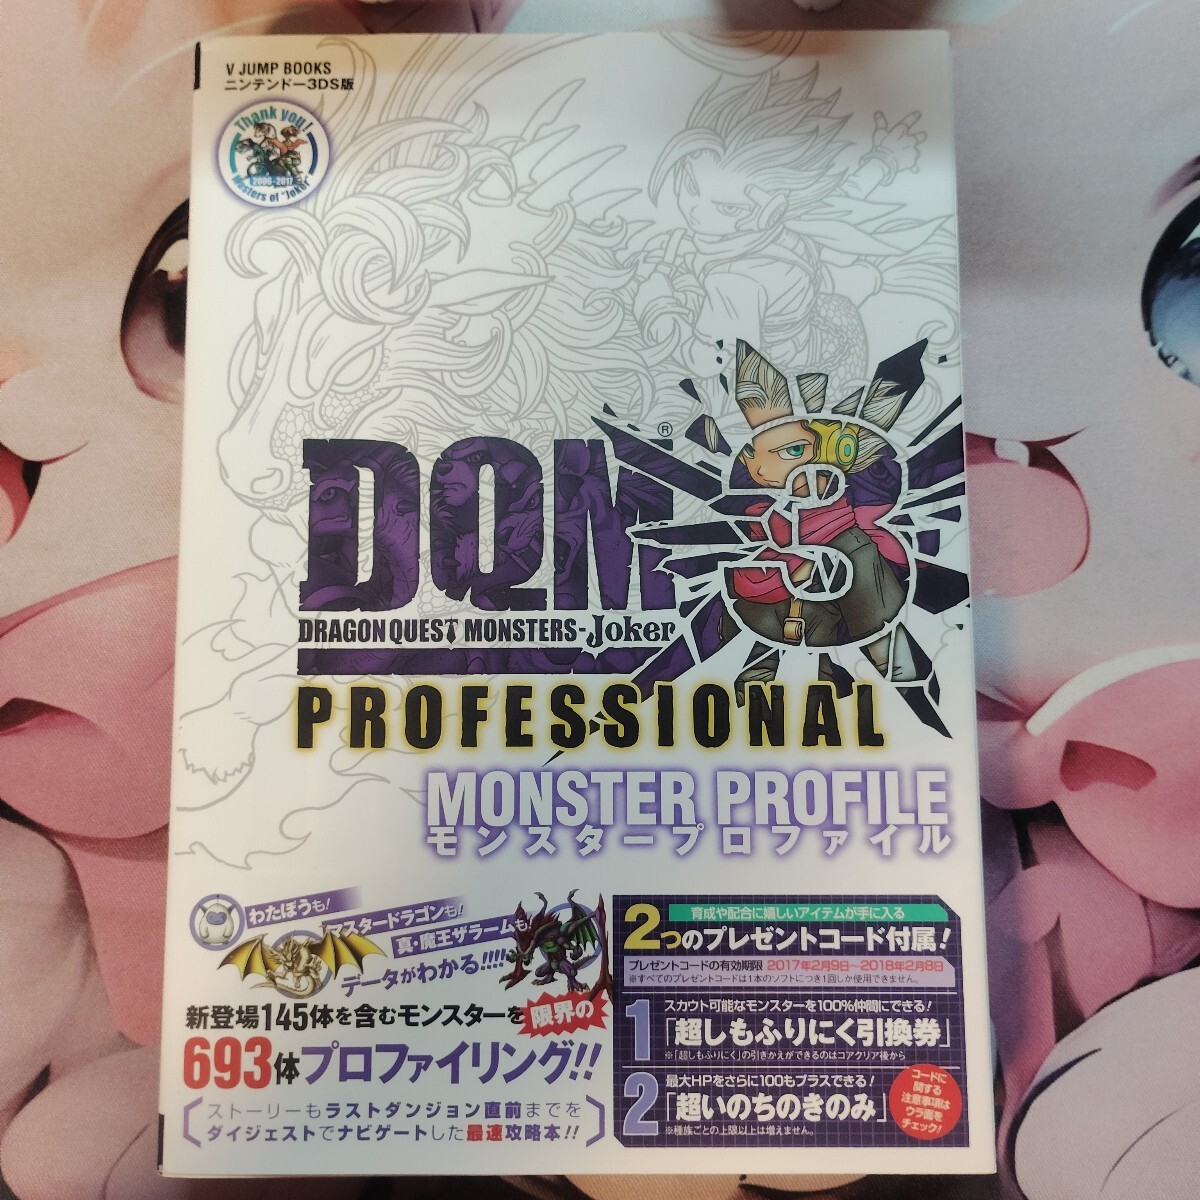 V JUMP BOOKS
ニンテンドー3DS版
Thank you!
2006-2017
Masters of "Joker"
DQM
®
3
DRAGON QUEST MONSTERS-Joker
PROFESSIONAL
MONSTER PROFILE
モンスタープロファイル
わたぼうも!
マスタードラゴンも!
真・魔王ザラームも!
データがわかる!!!!
新登場145体を含むモンスターを
限界の
693体プロファイリング!!
ストーリーもラストダンジョン直前までを
ダイジェストでナビゲートした最速攻略本!!
育成や配合に嬉しいアイテムが手に入る
2つのプレゼントコード付属!
プレゼントコードの有効期限 2017年2月9日~2018年2月8日
※すべてのプレゼントコードは1本のソフトにつき1回しか使用できません。
1
スカウト可能なモンスターを100%仲間にできる!
「超しもふりにく引換券」
※「超しもふりにく」の引きかえができるのはコアクリア後から
2
最大HPをさらに100もプラスできる!
「超いのちのきのみ」
※種族ごとの上限以上は増えません。
コードに
関する
注意事項は
ウラ面を
チェック!